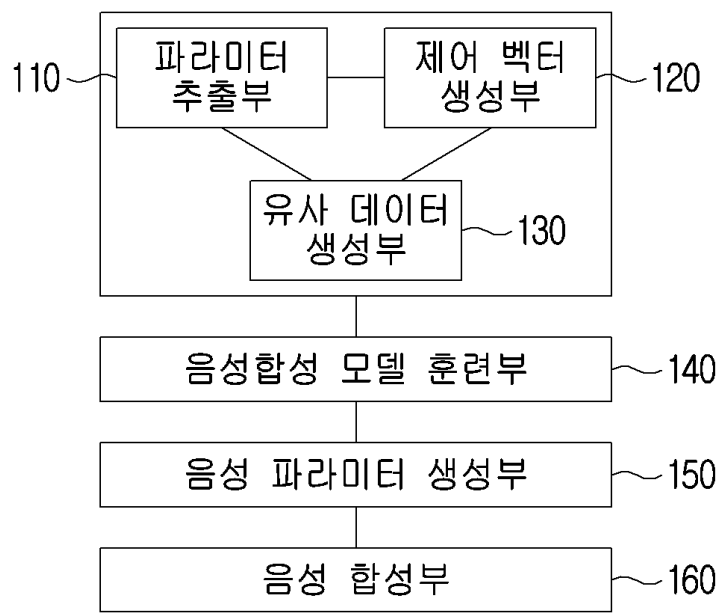 110
파라미터
추출부
제어 벡터
생성부
120
유사 데이터
생성부
130
음성합성 모델 훈련부
140
음성 파라미터 생성부
150
음성 합성부
160